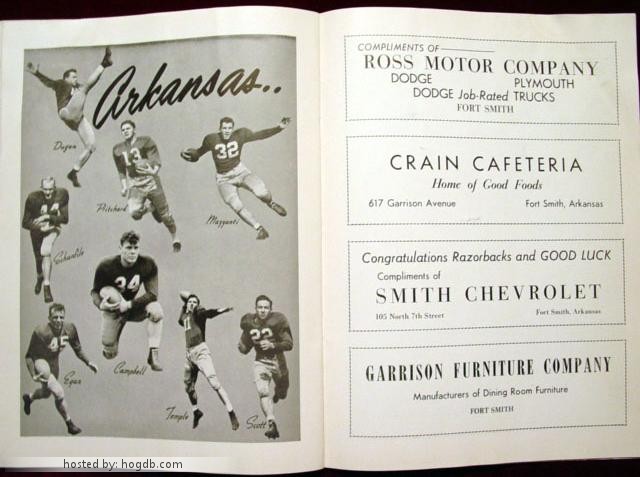 Arkansas..
Dugan
13
Pritchard
32
Mazzanti
Schaufele
34
Campbell
45
Egan
11
Temple
22
Scott
COMPLIMENTS OF
ROSS MOTOR COMPANY
DODGE PLYMOUTH
DODGE Job-Rated TRUCKS
FORT SMITH
CRAIN CAFETERIA
Home of Good Foods
617 Garrison Avenue Fort Smith, Arkansas
Congratulations Razorbacks and GOOD LUCK
Compliments of
SMITH CHEVROLET
105 North 7th Street Fort Smith, Arkansas
GARRISON FURNITURE COMPANY
Manufacturers of Dining Room Furniture
FORT SMITH
hosted by: hogdb.com